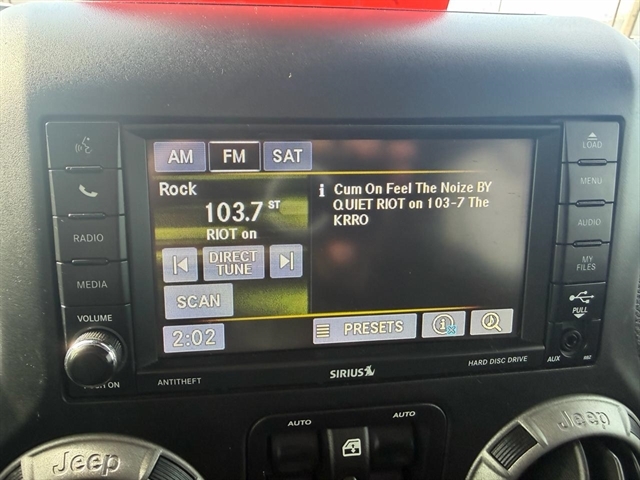 AM FM SAT
Rock
103.7 ST
RIOT on
DIRECT
TUNE
SCAN
2:02
i Cum On Feel The Noize BY
QUIET RIOT on 103-7 The
KRRO
PRESETS
RADIO
MEDIA
VOLUME
ANTITHEFT
SIRIUS
HARD DISC DRIVE
LOAD
MENU
AUDIO
MY
FILES
PULL
AUX
AUTO
AUTO
Jeep
Jeep